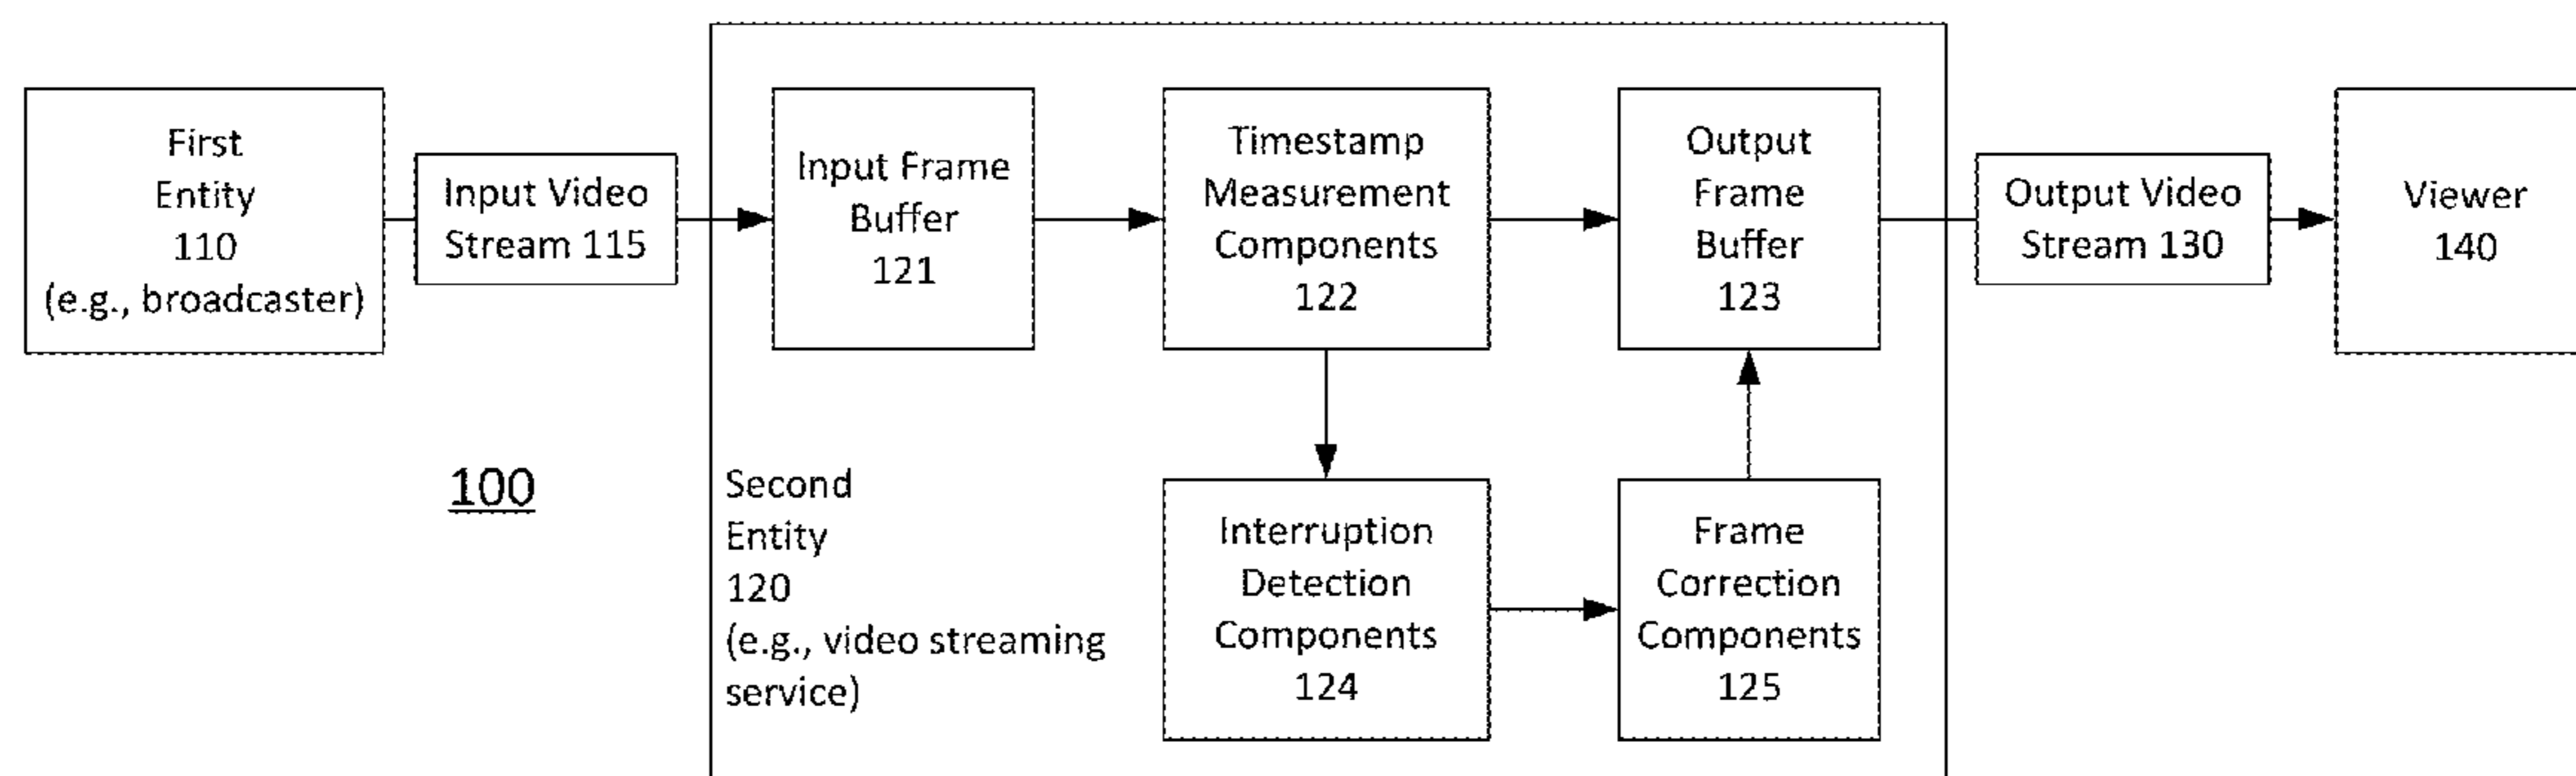 First
Entity
110
(e.g., broadcaster)
Input Video
Stream 115
Input Frame
Buffer
121
Timestamp
Measurement
Components
122
Output
Frame
Buffer
123
Output Video
Stream 130
Viewer
140
100
Second
Entity
120
(e.g., video streaming
service)
Interruption
Detection
Components
124
Frame
Correction
Components
125